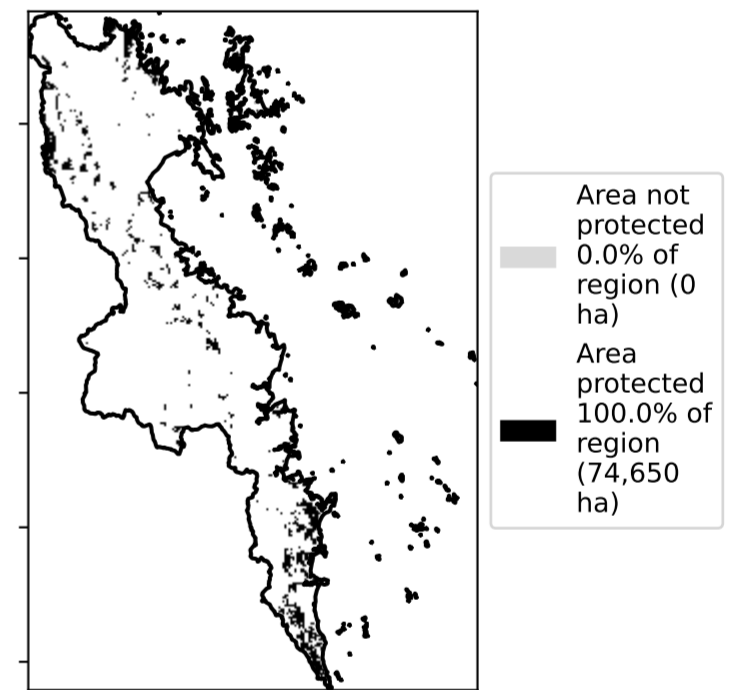 Area not
protected
0.0% of
region (0
ha)
Area
protected
100.0% of
region
(74,650
ha)